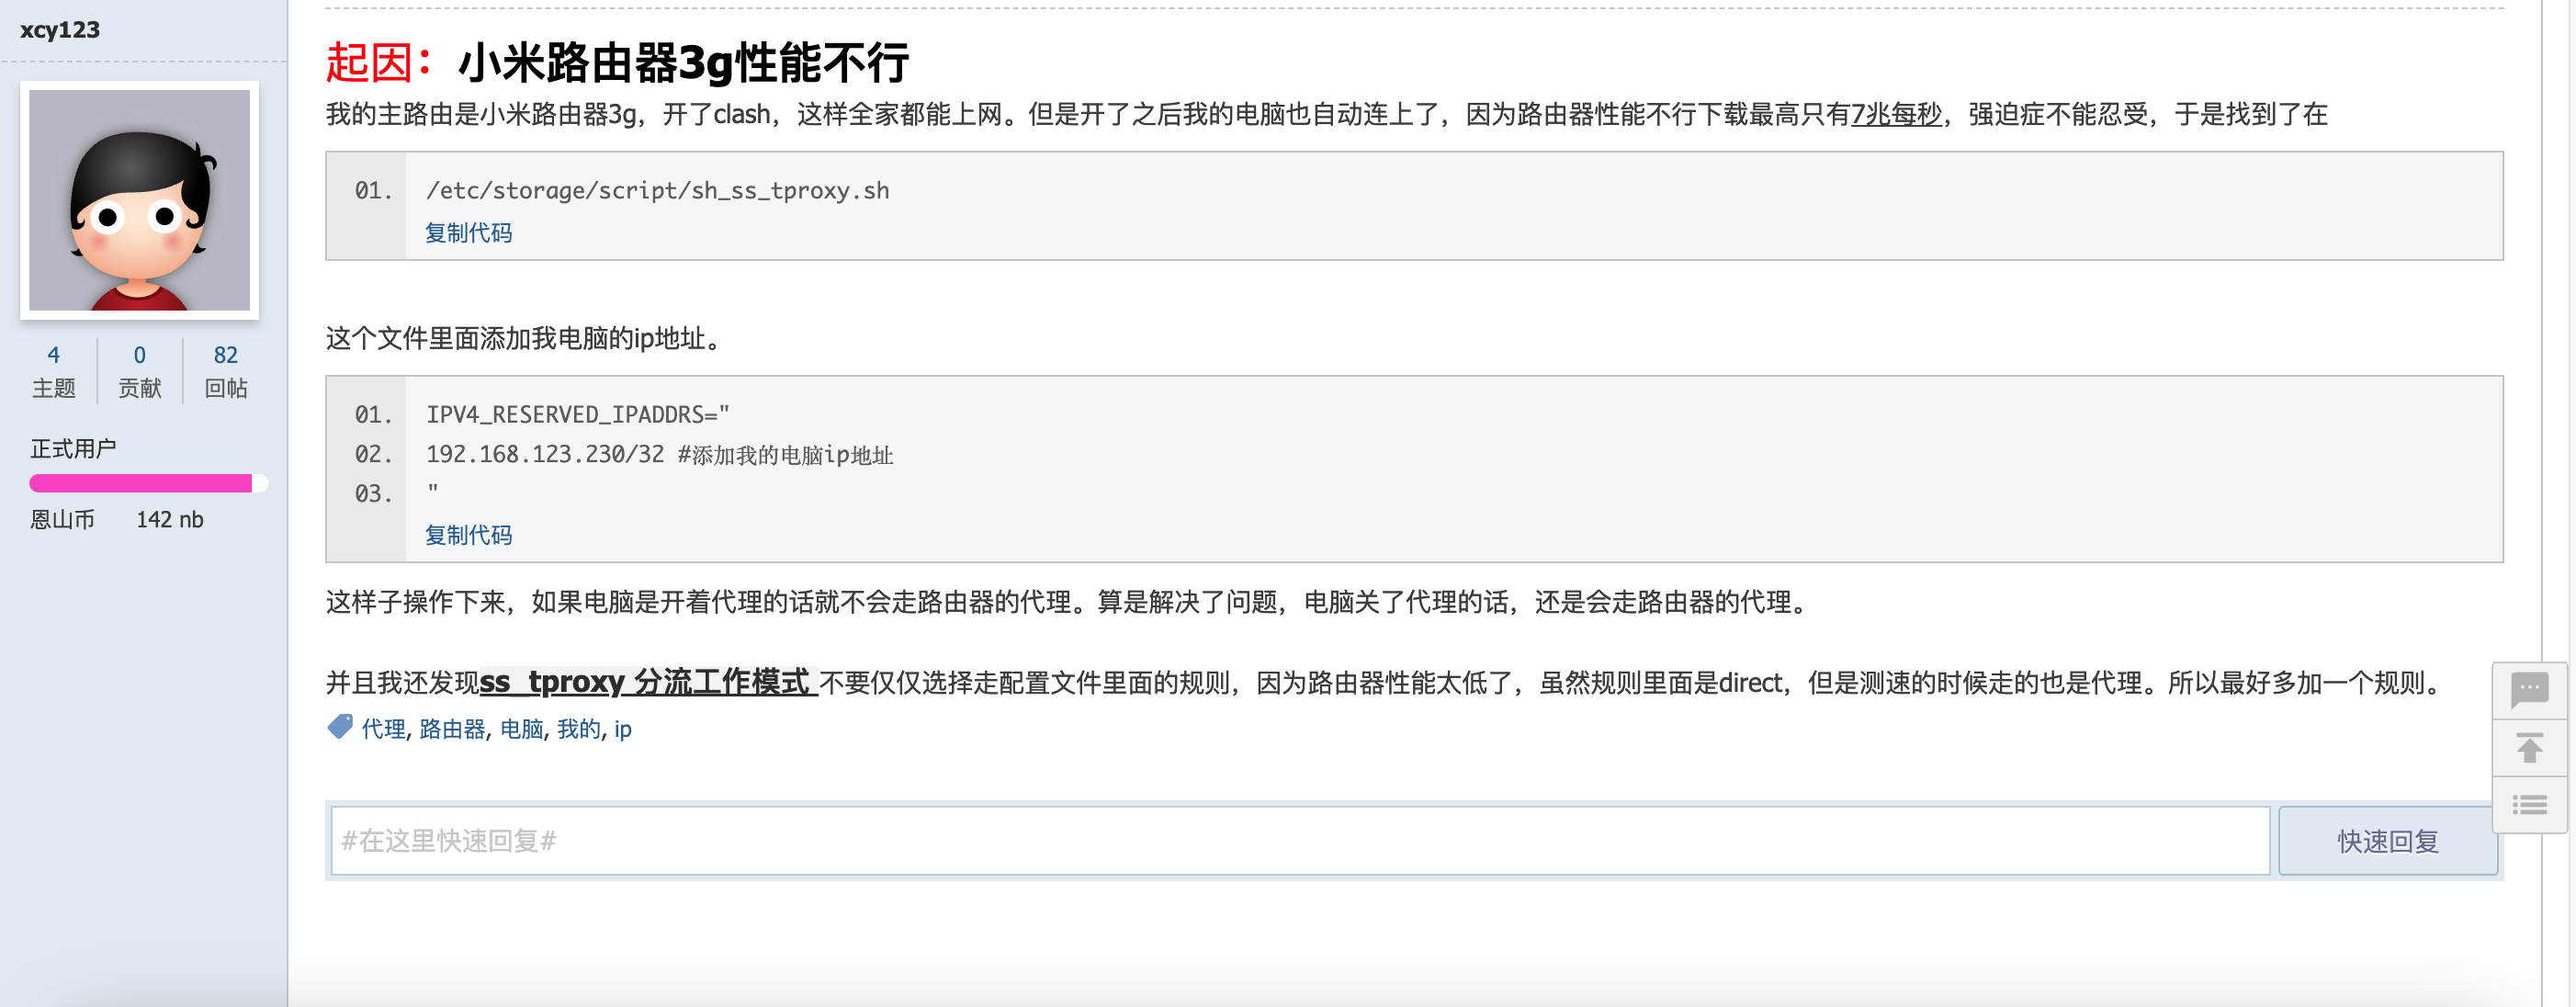 xcy123
4
0
82
主题
贡献
回帖
正式用户
恩山币 142 nb
起因：小米路由器3g性能不行
我的主路由是小米路由器3g，开了clash，这样全家都能上网。但是开了之后我的电脑也自动连上了，因为路由器性能不行下载最高只有7兆每秒，强迫症不能忍受，于是找到了在
01. /etc/storage/script/sh_ss_tproxy.sh
复制代码
这个文件里面添加我电脑的ip地址。
01. IPV4_RESERVED_IPADDRS="
02. 192.168.123.230/32 #添加我的电脑ip地址
03. "
复制代码
这样子操作下来，如果电脑是开着代理的话就不会走路由器的代理。算是解决了问题，电脑关了代理的话，还是会走路由器的代理。
并且我还发现ss_tproxy 分流工作模式 不要仅仅选择走配置文件里面的规则，因为路由器性能太低了，虽然规则里面是direct，但是测速的时候走的也是代理。所以最好多加一个规则。
代理, 路由器, 电脑, 我的, ip
#在这里快速回复#
快速回复